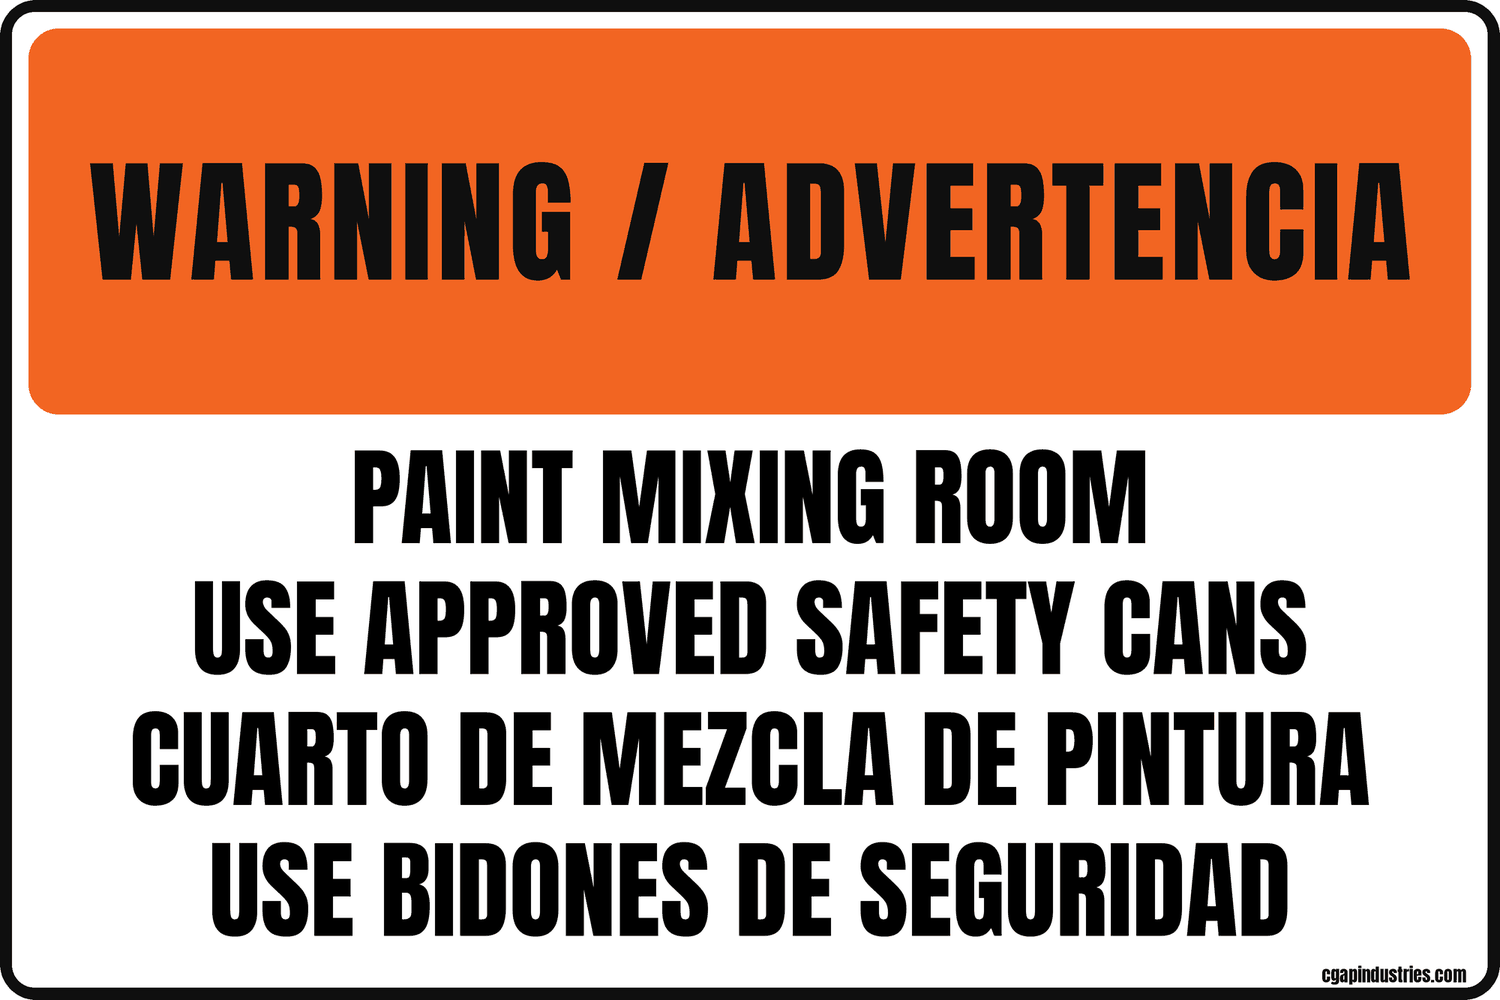 WARNING / ADVERTENCIA
PAINT MIXING ROOM
USE APPROVED SAFETY CANS
CUARTO DE MEZCLA DE PINTURA
USE BIDONES DE SEGURIDAD
cgapindustries.com